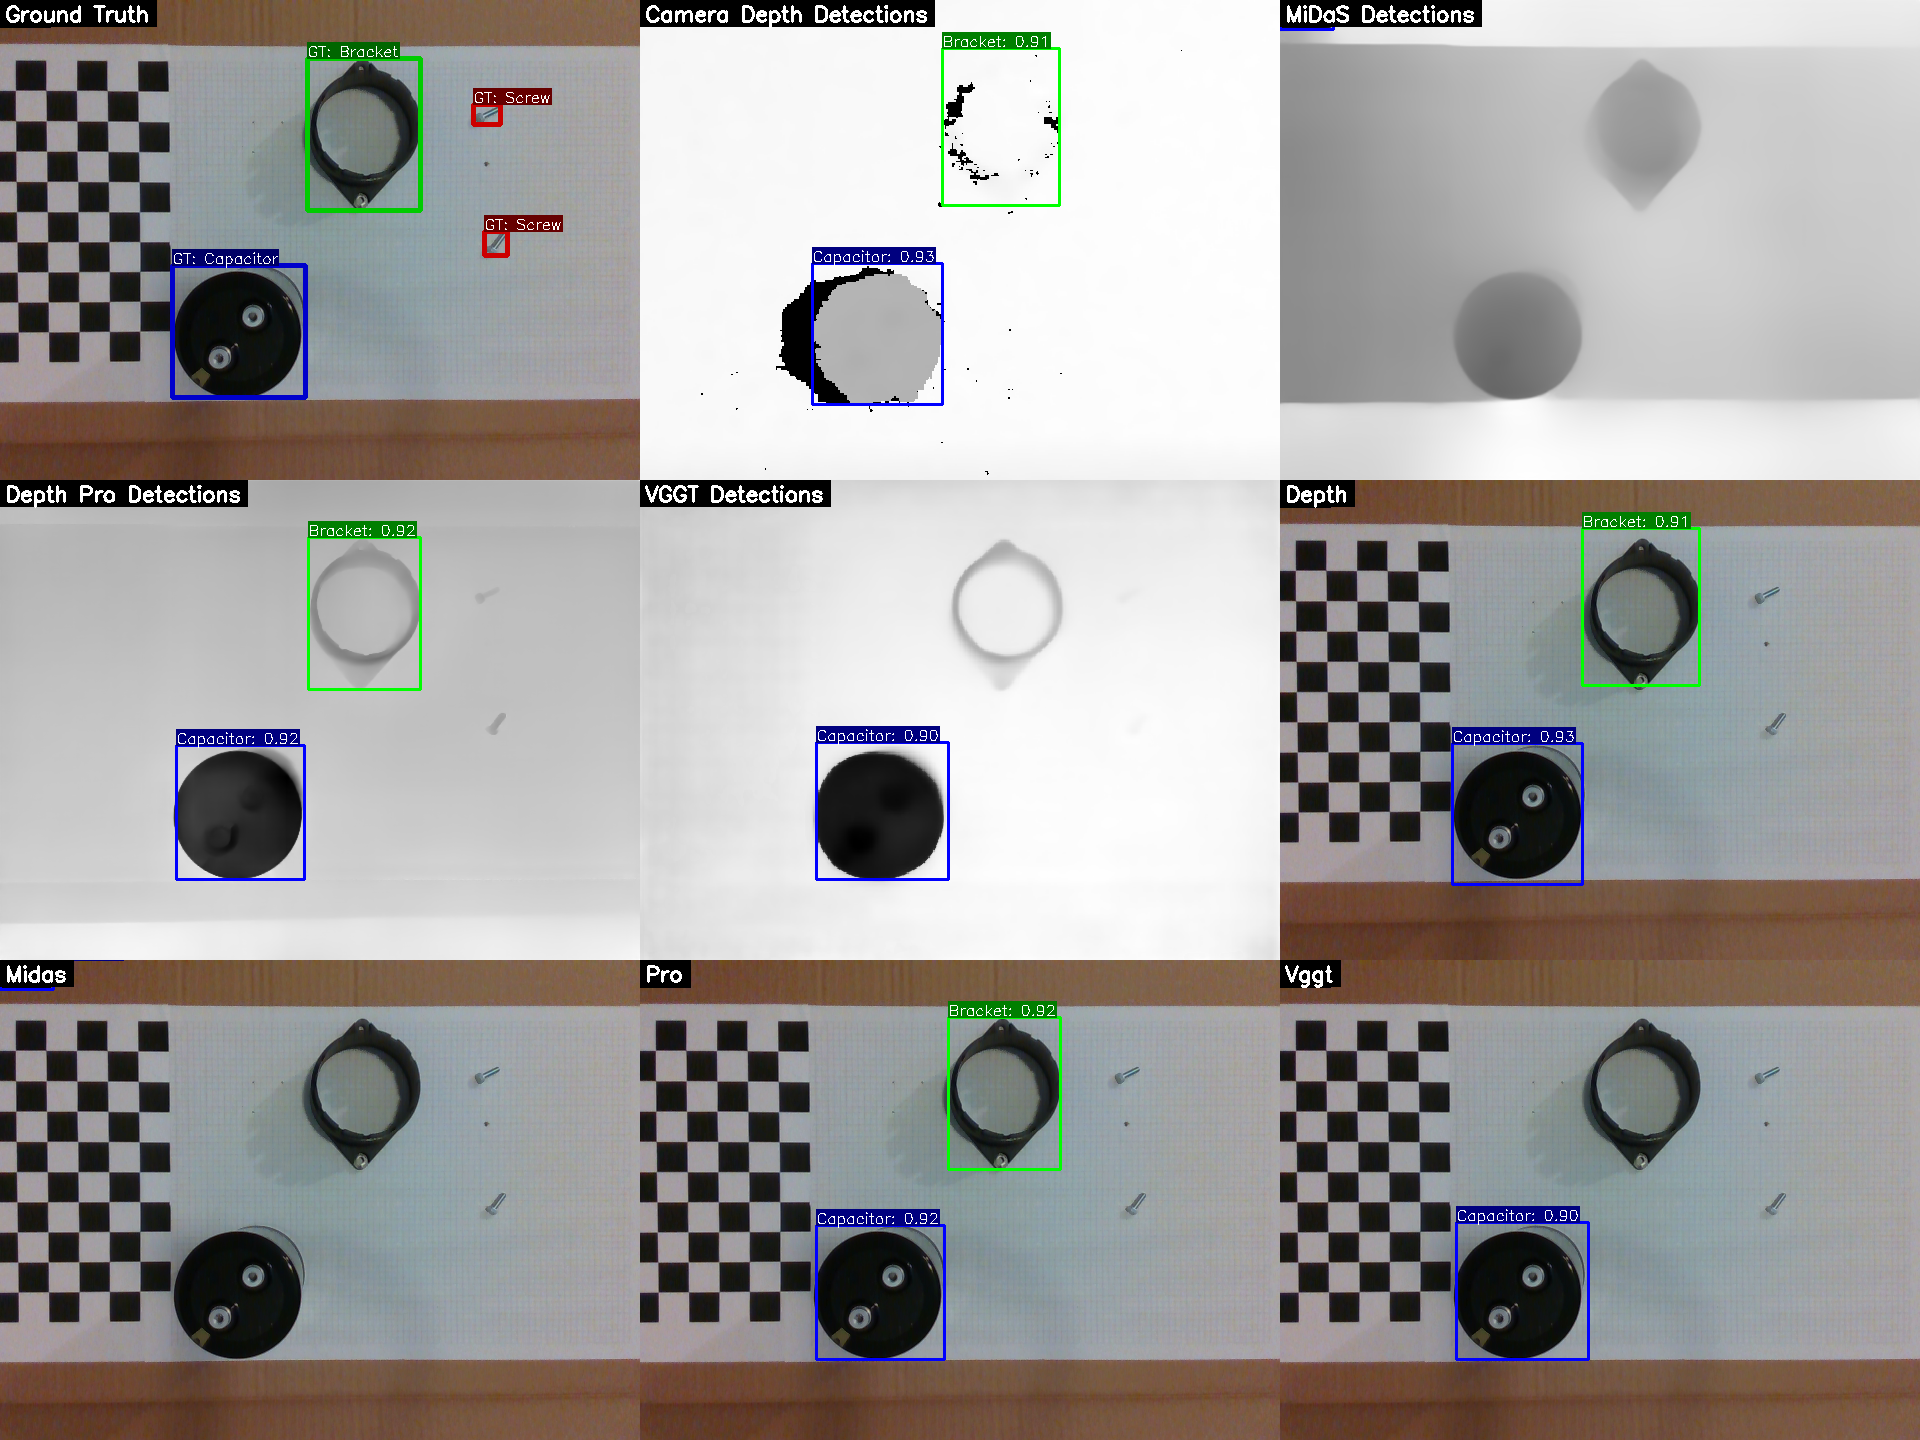 Ground Truth
GT: Bracket
GT: Screw
GT: Screw
GT: Capacitor
Camera Depth Detections
Bracket: 0.91
Capacitor: 0.93
MiDaS Detections
Depth Pro Detections
Bracket: 0.92
Capacitor: 0.92
VGGT Detections
Capacitor: 0.90
Depth
Bracket: 0.91
Capacitor: 0.93
Midas
Pro
Bracket: 0.92
Capacitor: 0.92
Vggt
Capacitor: 0.90